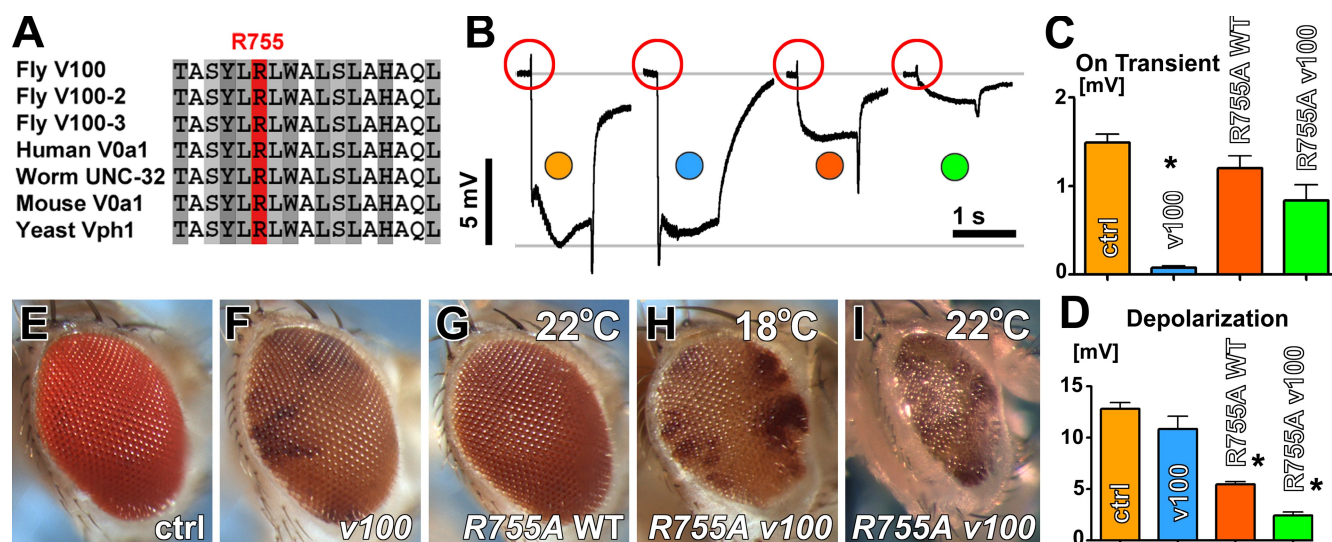 A
R755
Fly V100 TASYLRLWALSLAHAQL
Fly V100-2 TASYLRLWALSLAHAQL
Fly V100-3 TASYLRLWALSLAHAQL
Human V0a1 TASYLRLWALSLAHAQL
Worm UNC-32 TASYLRLWALSLAHAQL
Mouse V0a1 TASYLRLWALSLAHAQL
Yeast Vph1 TASYLRLWALSLAHAQL
B
5 mV
1 s
C
On Transient
[mV]
2
1
0
ctrl
v100
*
R755A WT
R755A v100
D
Depolarization
[mV]
15
10
5
0
ctrl
v100
R755A WT
*
R755A v100
*
E
ctrl
F
v100
G
22°C
R755A WT
H
18°C
R755A v100
I
22°C
R755A v100